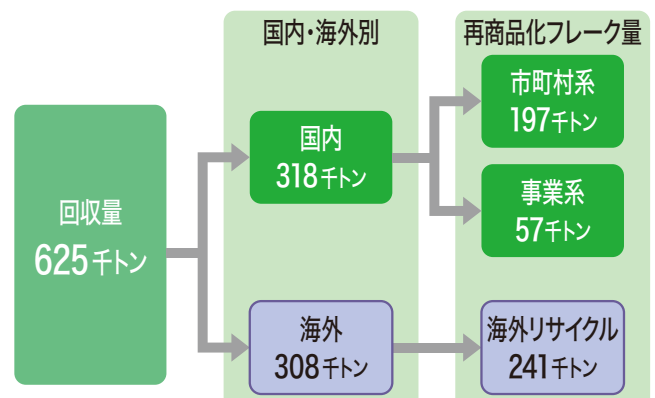 国内・海外別
再商品化フレーク量
市町村系
197千トン
国内
318千トン
事業系
57千トン
回収量
625千トン
海外
308千トン
海外リサイクル
241千トン